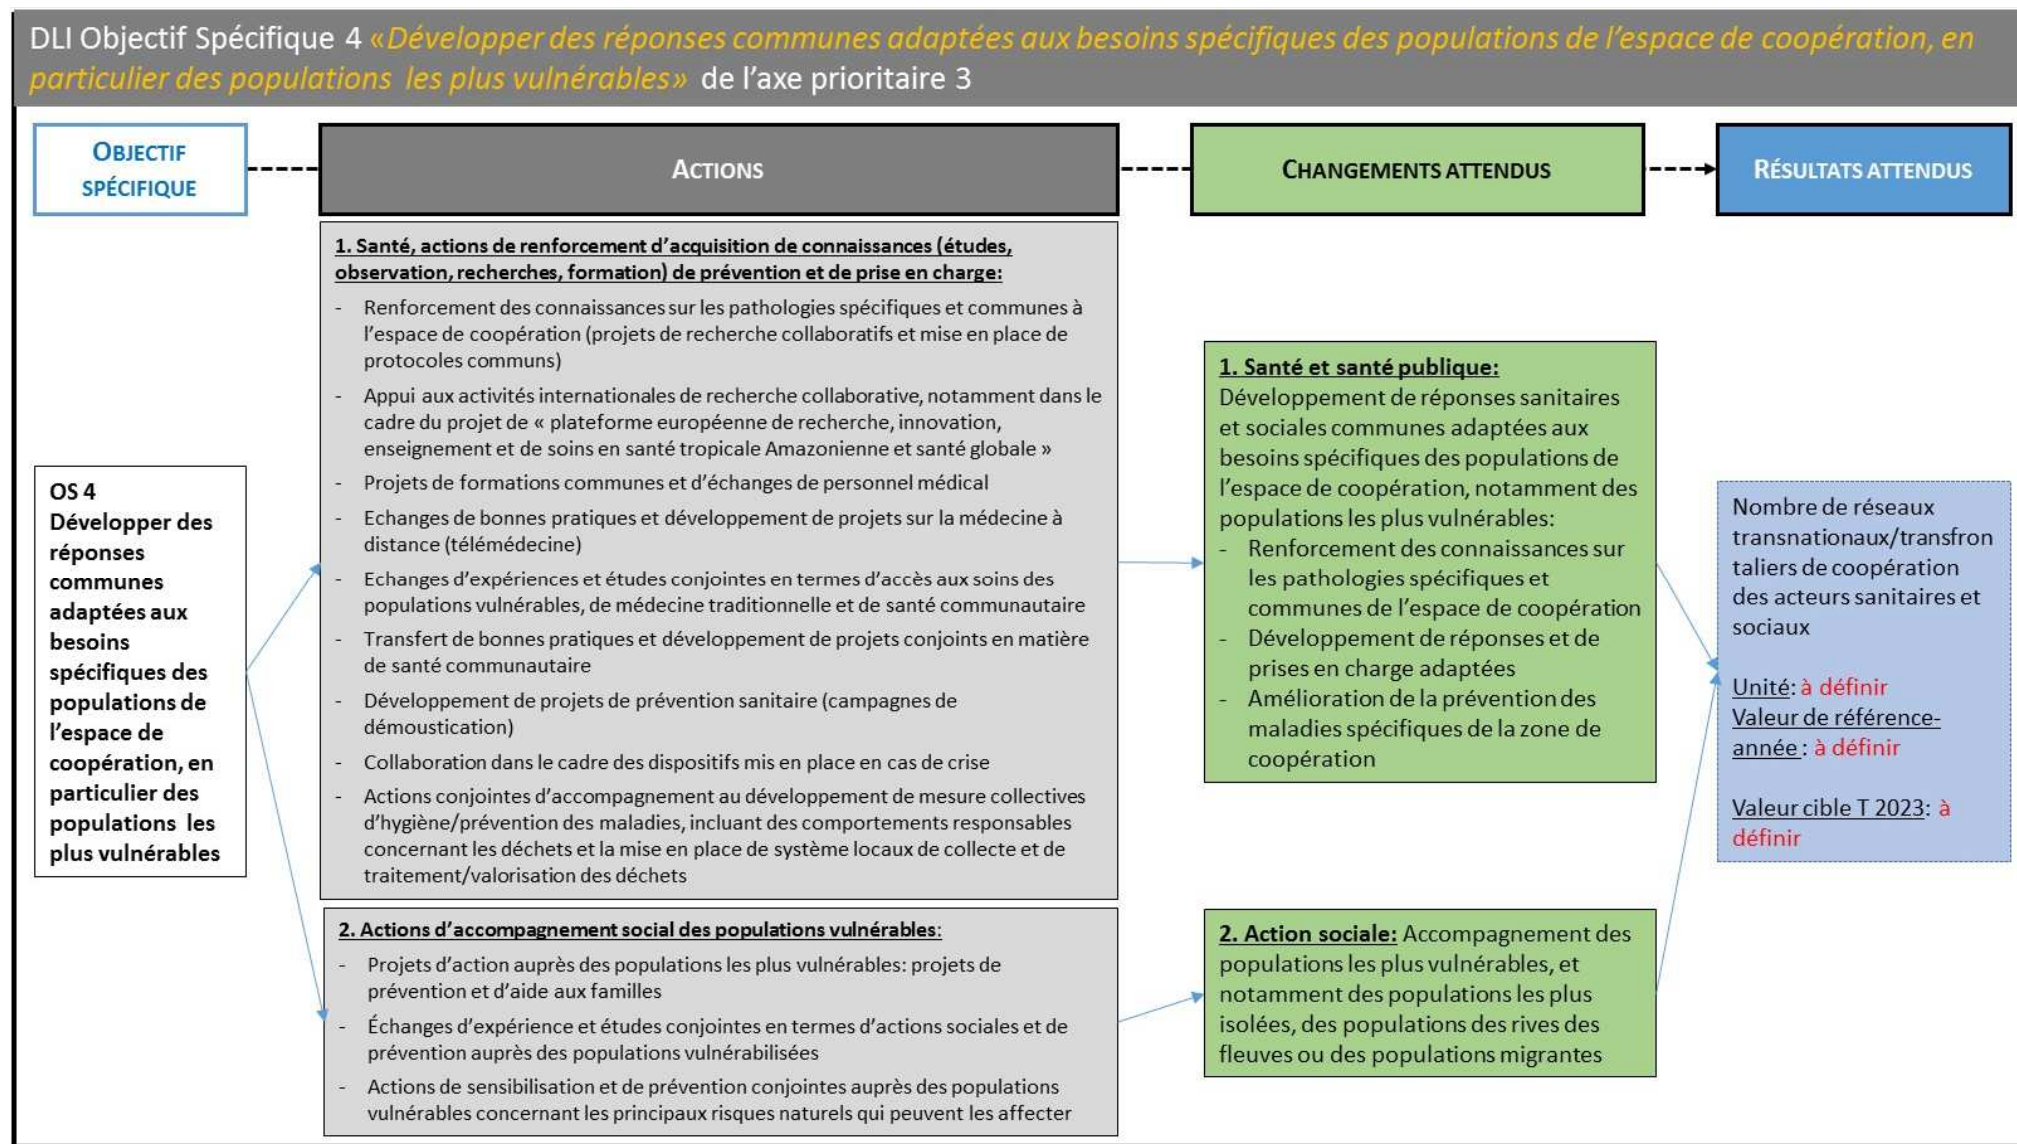 DLI Objectif Spécifique 4 «Développer des réponses communes adaptées aux besoins spécifiques des populations de l'espace de coopération, en
particulier des populations les plus vulnérables» de l'axe prioritaire 3
OBJECTIF
SPÉCIFIQUE
ACTIONS
CHANGEMENTS ATTENDUS
RÉSULTATS ATTENDUS
OS 4
Développer des
réponses
communes
adaptées aux
besoins
spécifiques des
populations de
l'espace de
coopération, en
particulier des
populations les
plus vulnérables
1. Santé, actions de renforcement d'acquisition de connaissances (études,
observation, recherches, formation) de prévention et de prise en charge:
- Renforcement des connaissances sur les pathologies spécifiques et communes à
l'espace de coopération (projets de recherche collaboratifs et mise en place de
protocoles communs)
- Appui aux activités internationales de recherche collaborative, notamment dans le
cadre du projet de « plateforme européenne de recherche, innovation,
enseignement et de soins en santé tropicale Amazonienne et santé globale »
- Projets de formations communes et d'échanges de personnel médical
- Echanges de bonnes pratiques et développement de projets sur la médecine à
distance (télémédecine)
- Echanges d'expériences et études conjointes en termes d'accès aux soins des
populations vulnérables, de médecine traditionnelle et de santé communautaire
- Transfert de bonnes pratiques et développement de projets conjoints en matière
de santé communautaire
- Développement de projets de prévention sanitaire (campagnes de
démoustication)
- Collaboration dans le cadre des dispositifs mis en place en cas de crise
- Actions conjointes d'accompagnement au développement de mesure collectives
d'hygiène/prévention des maladies, incluant des comportements responsables
concernant les déchets et la mise en place de système locaux de collecte et de
traitement/valorisation des déchets
2. Actions d'accompagnement social des populations vulnérables:
- Projets d'action auprès des populations les plus vulnérables: projets de
prévention et d'aide aux familles
- Échanges d'expérience et études conjointes en termes d'actions sociales et de
prévention auprès des populations vulnérabilisées
- Actions de sensibilisation et de prévention conjointes auprès des populations
vulnérables concernant les principaux risques naturels qui peuvent les affecter
1. Santé et santé publique:
Développement de réponses sanitaires
et sociales communes adaptées aux
besoins spécifiques des populations de
l'espace de coopération, notamment des
populations les plus vulnérables:
- Renforcement des connaissances sur
les pathologies spécifiques et
communes de l'espace de coopération
- Développement de réponses et de
prises en charge adaptées
- Amélioration de la prévention des
maladies spécifiques de la zone de
coopération
2. Action sociale: Accompagnement des
populations les plus vulnérables, et
notamment des populations les plus
isolées, des populations des rives des
fleuves ou des populations migrantes
Nombre de réseaux
transnationaux/transfron
taliers de coopération
des acteurs sanitaires et
sociaux
Unité: à définir
Valeur de référence-
année : à définir
Valeur cible T 2023: à
définir